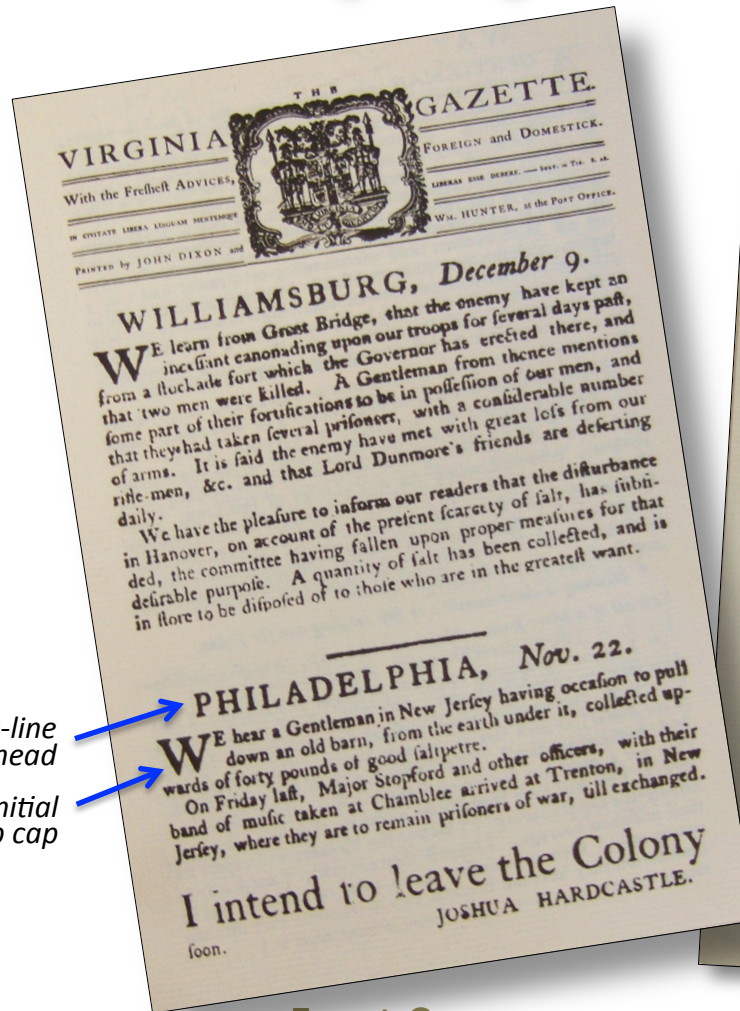 THE
VIRGINIA GAZETTE.
With the Freſheſt ADVICES, FOREIGN and DOMESTICK.
IN CIVITATE LIBERA LINGUAM MENTEMQUE LIBERAS ESSE DEBERE.
PRINTED by JOHN DIXON and WM. HUNTER, at the POST OFFICE.
WILLIAMSBURG, December 9.
WE learn from Great Bridge, that the enemy have kept an
inceſſant canonading upon our troops for ſeveral days paſt,
from a ſtockade fort which the Governor has erected there, and
that two men were killed. A Gentleman from thence mentions
ſome part of their fortifications to be in poſſeſſion of our men, and
that they had taken ſeveral priſoners, with a conſiderable number
of arms. It is ſaid the enemy have met with great loſs from our
rifle-men, &c. and that Lord Dunmore's friends are deſerting
daily.
We have the pleaſure to inform our readers that the diſturbance
in Hanover, on account of the preſent ſcarcety of ſalt, has ſubſi-
ded, the committee having fallen upon proper meaſures for that
deſirable purpoſe. A quantity of ſalt has been collected, and is
in ſtore to be diſpoſed of to thoſe who are in the greateſt want.
PHILADELPHIA, Nov. 22.
WE hear a Gentleman in New Jerſey having occaſion to pull
down an old barn, from the earth under it, collected up-
wards of forty pounds of good ſaltpetre.
On Friday laſt, Major Stopford and other officers, with their
band of muſic taken at Chamblee arrived at Trenton, in New
Jerſey, where they are to remain priſoners of war, till exchanged.
I intend to leave the Colony
ſoon. JOSHUA HARDCASTLE.
-line
head
nitial
cap